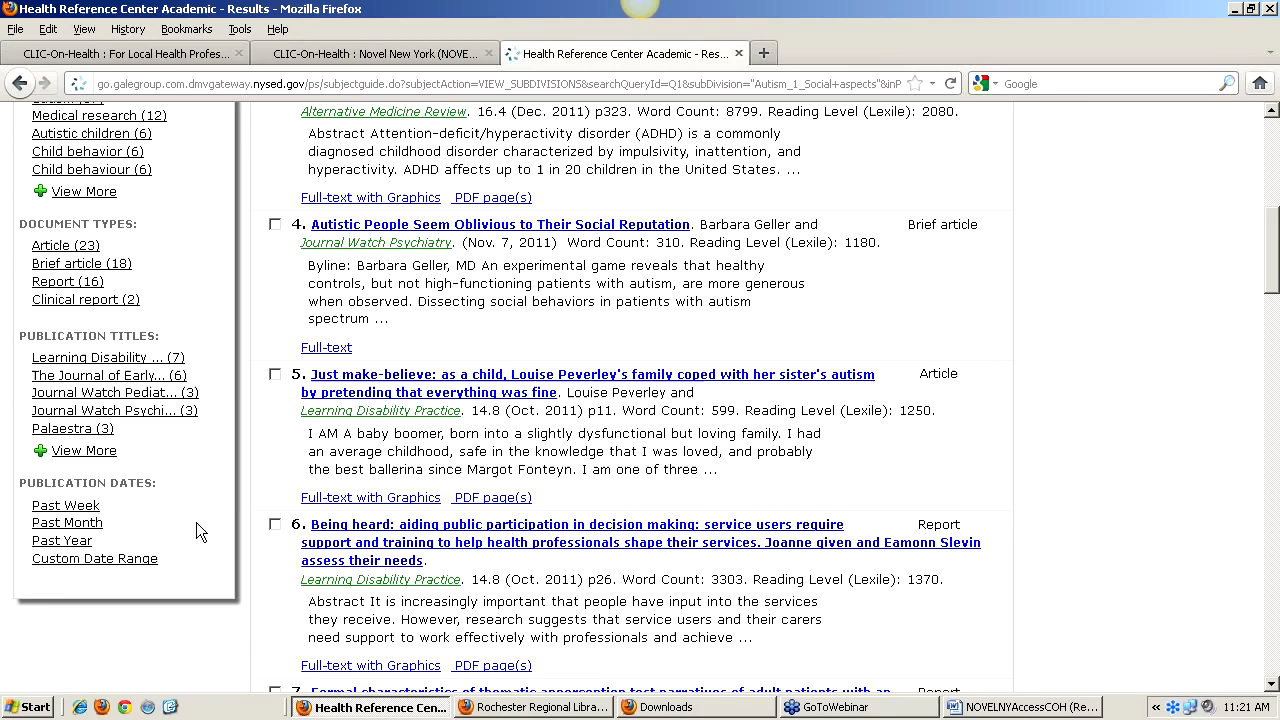 Health Reference Center Academic - Results - Mozilla Firefox
File Edit View History Bookmarks Tools Help
CLIC-On-Health : For Local Health Profes...
CLIC-On-Health : Novel New York (NOVE...
Health Reference Center Academic - Res...
go.galegroup.com.dmvgateway.nysed.gov/ps/subjectguide.do?subjectAction=VIEW_SUBDIVISIONS&searchQueryId=Q1&subDivision="Autism_1_Social+aspects"&inP
Google
Medical research (12)
Autistic children (6)
Child behavior (6)
Child behaviour (6)
View More
DOCUMENT TYPES:
Article (23)
Brief article (18)
Report (16)
Clinical report (2)
PUBLICATION TITLES:
Learning Disability ... (7)
The Journal of Early... (6)
Journal Watch Pediat... (3)
Journal Watch Psychi... (3)
Palaestra (3)
View More
PUBLICATION DATES:
Past Week
Past Month
Past Year
Custom Date Range
Alternative Medicine Review. 16.4 (Dec. 2011) p323. Word Count: 8799. Reading Level (Lexile): 2080.
Abstract Attention-deficit/hyperactivity disorder (ADHD) is a commonly
diagnosed childhood disorder characterized by impulsivity, inattention, and
hyperactivity. ADHD affects up to 1 in 20 children in the United States. ...
Full-text with Graphics PDF page(s)
4. Autistic People Seem Oblivious to Their Social Reputation. Barbara Geller and
Brief article
Journal Watch Psychiatry. (Nov. 7, 2011) Word Count: 310. Reading Level (Lexile): 1180.
Byline: Barbara Geller, MD An experimental game reveals that healthy
controls, but not high-functioning patients with autism, are more generous
when observed. Dissecting social behaviors in patients with autism
spectrum ...
Full-text
5. Just make-believe: as a child, Louise Peverley's family coped with her sister's autism
Article
by pretending that everything was fine. Louise Peverley and
Learning Disability Practice. 14.8 (Oct. 2011) p11. Word Count: 599. Reading Level (Lexile): 1250.
I AM A baby boomer, born into a slightly dysfunctional but loving family. I had
an average childhood, safe in the knowledge that I was loved, and probably
the best ballerina since Margot Fonteyn. I am one of three ...
Full-text with Graphics PDF page(s)
6. Being heard: aiding public participation in decision making: service users require
Report
support and training to help health professionals shape their services. Joanne given and Eamonn Slevin
assess their needs.
Learning Disability Practice. 14.8 (Oct. 2011) p26. Word Count: 3303. Reading Level (Lexile): 1370.
Abstract It is increasingly important that people have input into the services
they receive. However, research suggests that service users and their carers
need support to work effectively with professionals and achieve ...
Full-text with Graphics PDF page(s)
7. Formal characteristics of thematic apperception test narratives of adult patients with an
Report
Start
Health Reference Cen...
Rochester Regional Libra...
Downloads
GoToWebinar
NOVELNYAccessCOH (Re...
11:21 AM